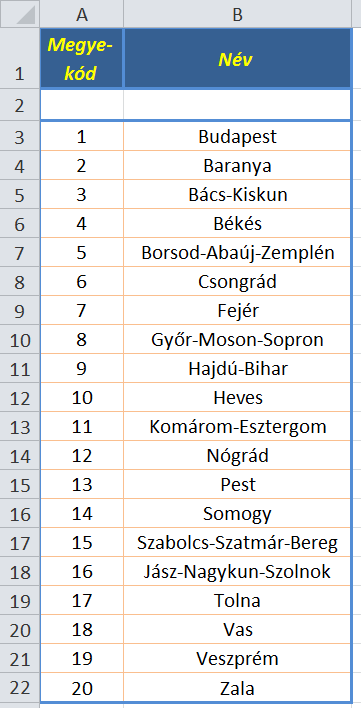 A B
1 Megye-
kód Név
2
3 1 Budapest
4 2 Baranya
5 3 Bács-Kiskun
6 4 Békés
7 5 Borsod-Abaúj-Zemplén
8 6 Csongrád
9 7 Fejér
10 8 Győr-Moson-Sopron
11 9 Hajdú-Bihar
12 10 Heves
13 11 Komárom-Esztergom
14 12 Nógrád
15 13 Pest
16 14 Somogy
17 15 Szabolcs-Szatmár-Bereg
18 16 Jász-Nagykun-Szolnok
19 17 Tolna
20 18 Vas
21 19 Veszprém
22 20 Zala